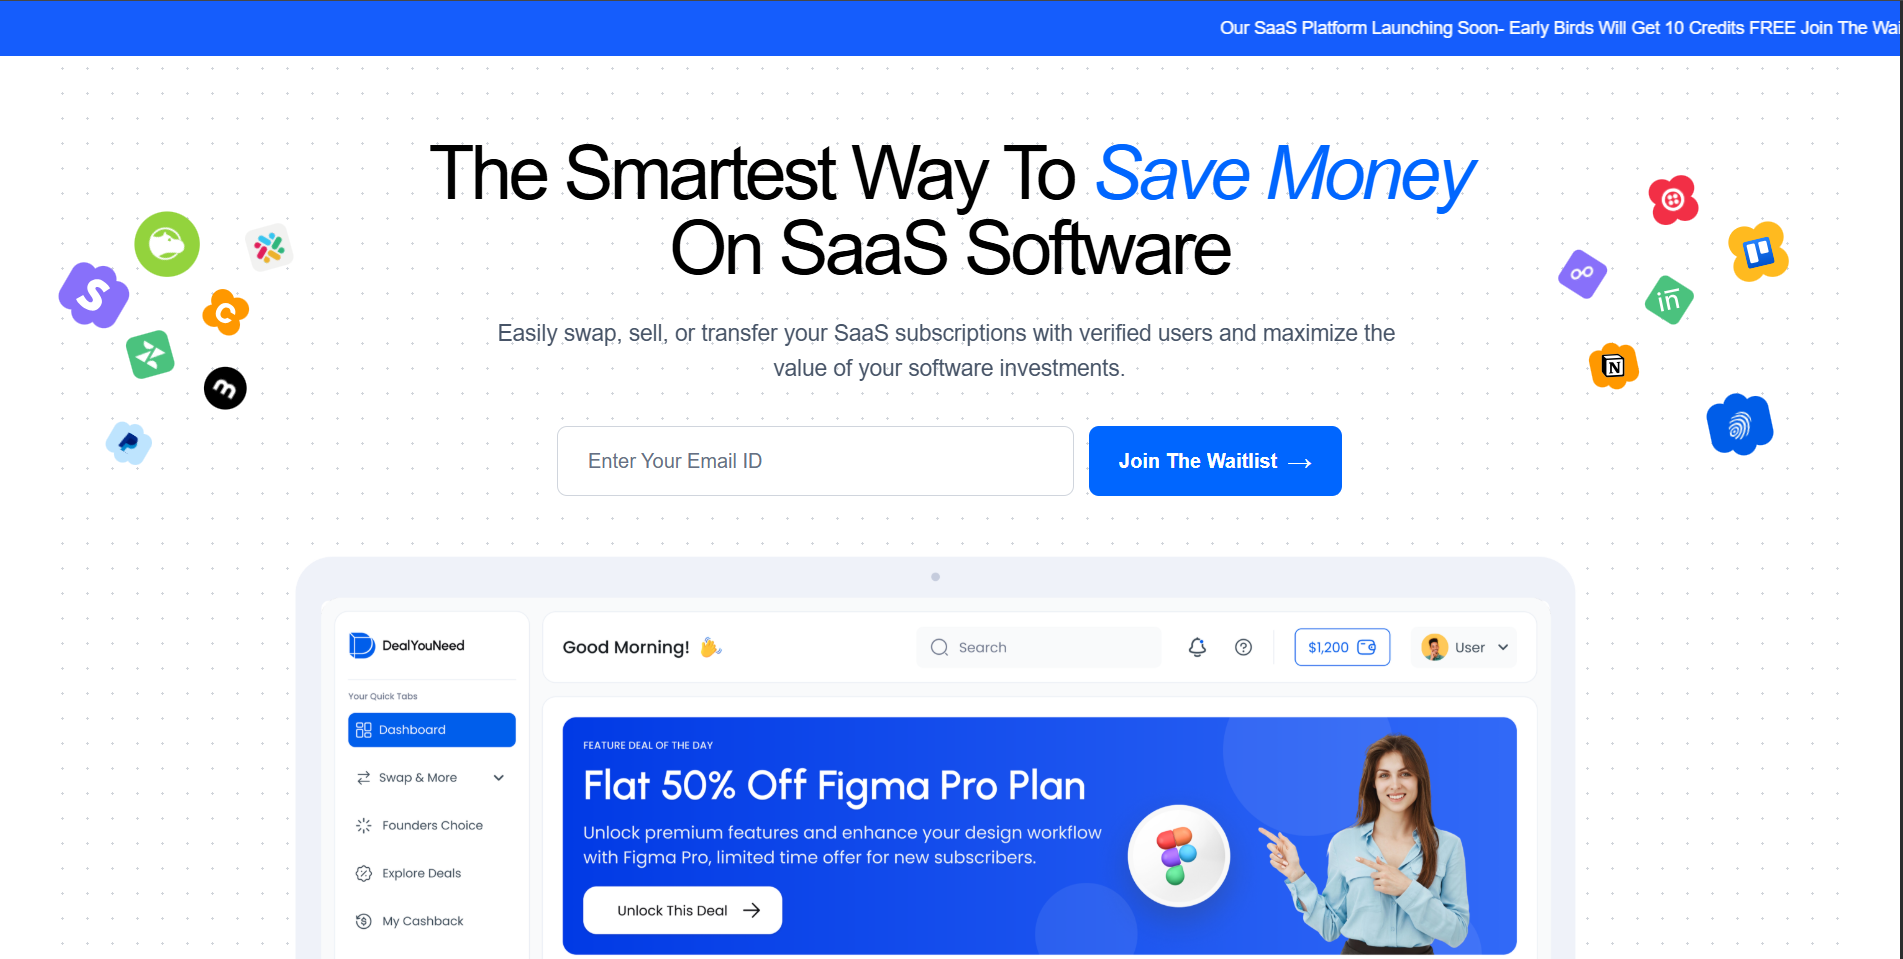 Our SaaS Platform Launching Soon- Early Birds Will Get 10 Credits FREE Join The
The Smartest Way To Save Money
On SaaS Software
Easily swap, sell, or transfer your SaaS subscriptions with verified users and maximize the
value of your software investments.
Enter Your Email ID
Join The Waitlist →
DealYouNeed
Good Morning! 👋
Search
$1,200
User
Your Quick Tabs
Dashboard
Swap & More
Founders Choice
Explore Deals
My Cashback
FEATURE DEAL OF THE DAY
Flat 50% Off Figma Pro Plan
Unlock premium features and enhance your design workflow
with Figma Pro, limited time offer for new subscribers.
Unlock This Deal →
S
C
m
in
N